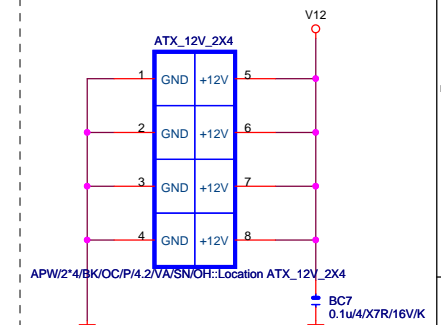 V12
ATX_12V_2X4
1 GND +12V 5
2 GND +12V 6
3 GND +12V 7
4 GND +12V 8
APW/2*4/BK/OC/P/4.2/VA/SN/OH::Location ATX_12V_2X4
BC7
0.1u/4/X7R/16V/K